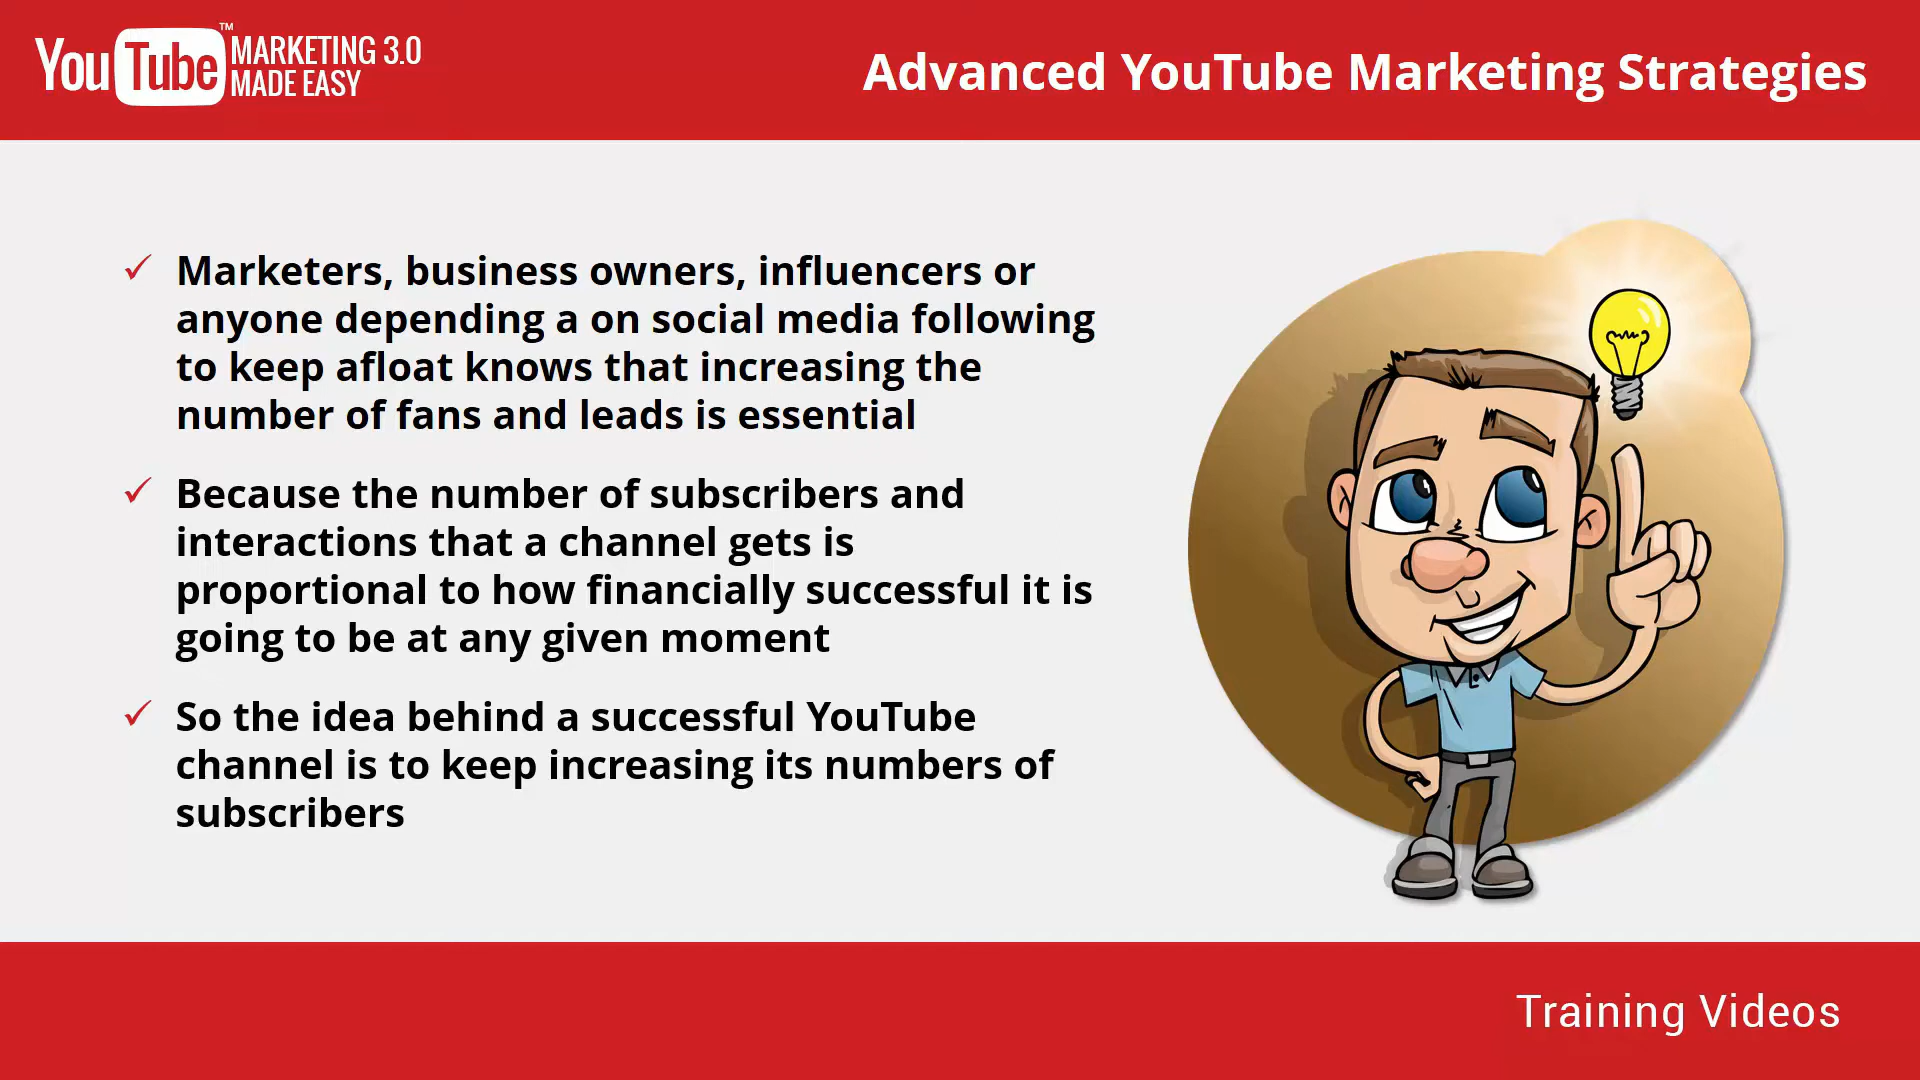 YouTube™ MARKETING 3.0
MADE EASY
Advanced YouTube Marketing Strategies
✓ Marketers, business owners, influencers or
anyone depending a on social media following
to keep afloat knows that increasing the
number of fans and leads is essential
✓ Because the number of subscribers and
interactions that a channel gets is
proportional to how financially successful it is
going to be at any given moment
✓ So the idea behind a successful YouTube
channel is to keep increasing its numbers of
subscribers
Training Videos